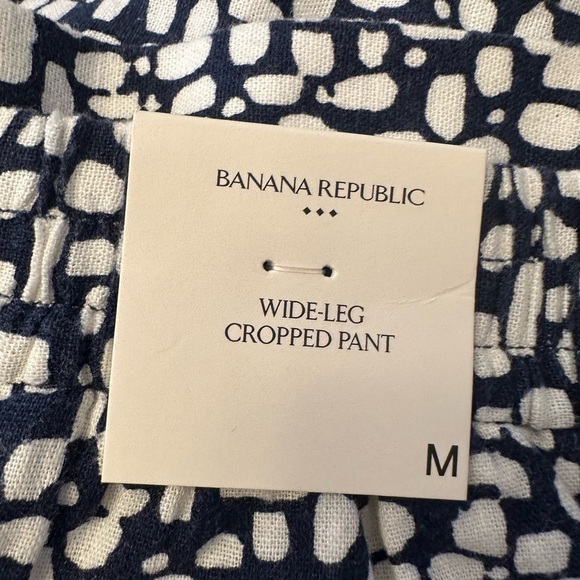 BANANA REPUBLIC
WIDE-LEG
CROPPED PANT
M